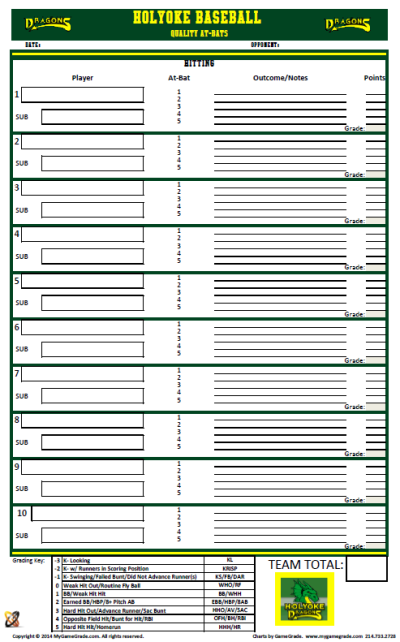 DRAGONS
HOLYOKE BASEBALL
DRAGONS
QUALITY AT-BATS
DATE: OPPONENT:
HITTING
Player At-Bat Outcome/Notes Points
1 1
2
3
SUB 4
5
Grade:
2 1
2
3
SUB 4
5
Grade:
3 1
2
3
SUB 4
5
Grade:
4 1
2
3
SUB 4
5
Grade:
5 1
2
3
SUB 4
5
Grade:
6 1
2
3
SUB 4
5
Grade:
7 1
2
3
SUB 4
5
Grade:
8 1
2
3
SUB 4
5
Grade:
9 1
2
3
SUB 4
5
Grade:
10 1
2
3
SUB 4
5
Grading Key: -3 K- Looking KL
-2 K- w/ Runners in Scoring Position KRISP
-1 K- Swinging/Failed Bunt/Did Not Advance Runner(s) KS/FB/DAR
0 Weak Hit Out/Routine Fly Ball WHO/RF
1 BB/Weak Hit BB/WHH
2 Earned BB/HBP/8+ Pitch AB EBB/HBP/8AB
3 Hard Hit Out/Advance Runner/Sac Bunt HHO/AV/SAC
4 Opposite Field Hit/Bunt for Hit/RBI OFH/BH/RBI
5 Hard Hit Hit/Homerun HHH/HR
TEAM TOTAL:
HOLYOKE
DRAGONS
Copyright © 2014 MyGameGrade.com. All rights reserved. Charts by GameGrade. www.mygamegrade.com 214.733.2728